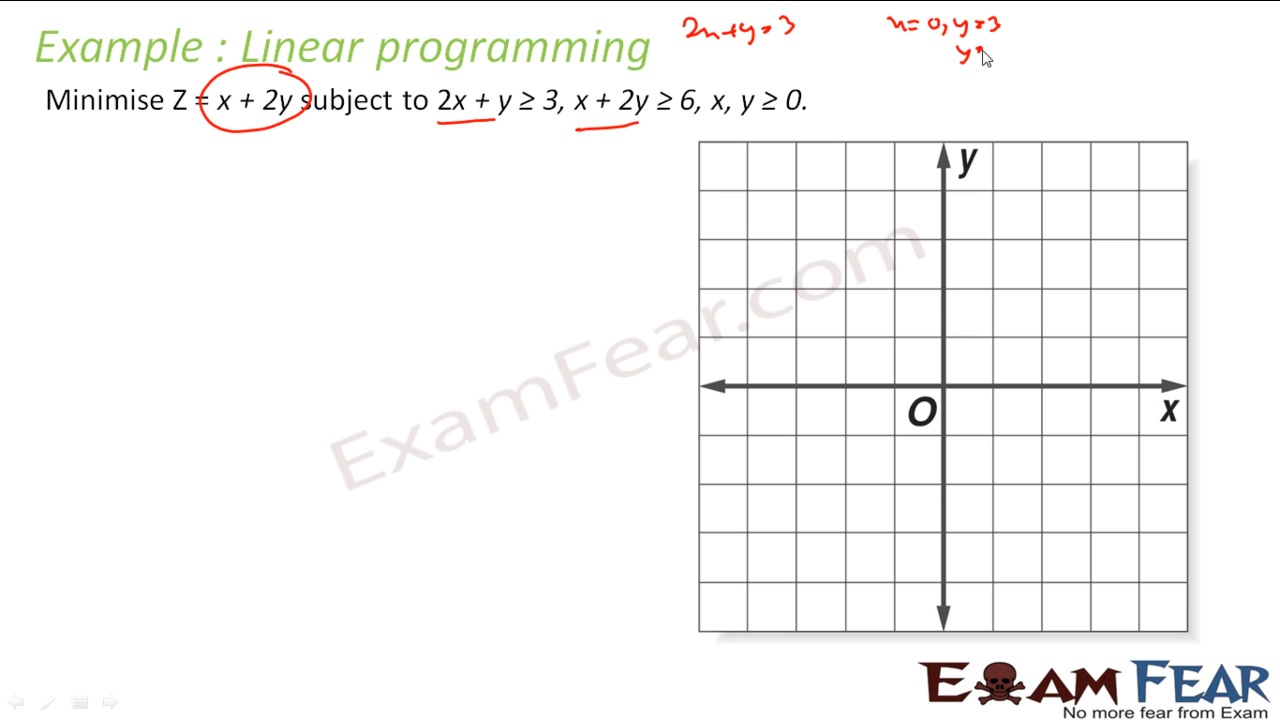 Example : Linear programming
2x+y=3
x=0, y=3
y=
Minimise Z = x + 2y subject to 2x + y ≥ 3, x + 2y ≥ 6, x, y ≥ 0.
y
ExamFear.com
O
x
EXAM FEAR
No more fear from Exam